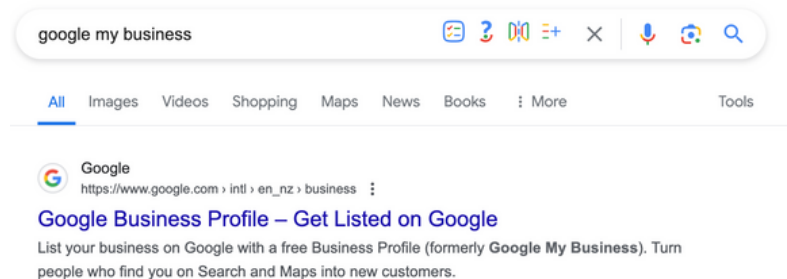 google my business
All Images Videos Shopping Maps News Books More Tools
Google
https://www.google.com › intl › en_nz › business
Google Business Profile – Get Listed on Google
List your business on Google with a free Business Profile (formerly Google My Business). Turn
people who find you on Search and Maps into new customers.